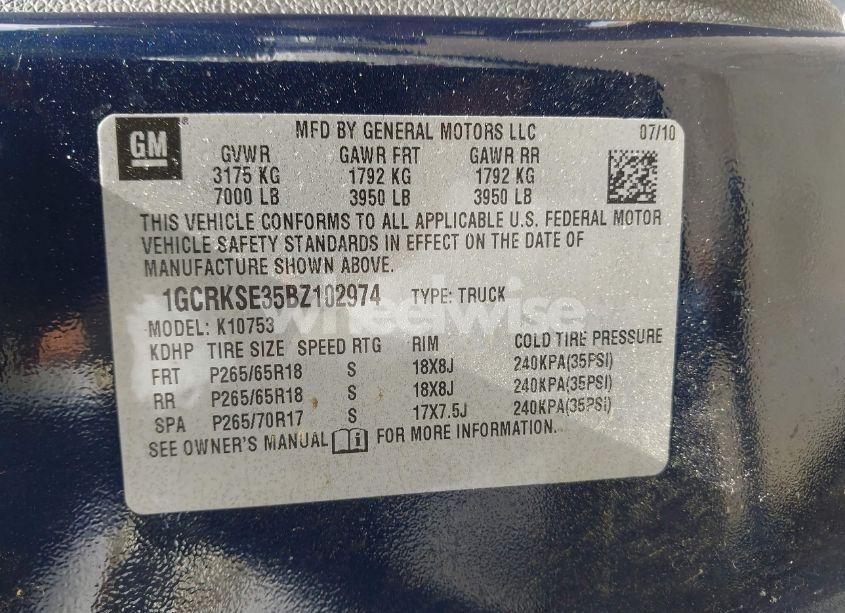 GM ® MFD BY GENERAL MOTORS LLC 07/10
GVWR GAWR FRT GAWR RR
3175 KG 1792 KG 1792 KG
7000 LB 3950 LB 3950 LB
THIS VEHICLE CONFORMS TO ALL APPLICABLE U.S. FEDERAL MOTOR
VEHICLE SAFETY STANDARDS IN EFFECT ON THE DATE OF
MANUFACTURE SHOWN ABOVE.
1GCRKSE35BZ102974 TYPE: TRUCK
wheelwise
MODEL: K10753
KDHP TIRE SIZE SPEED RTG RIM COLD TIRE PRESSURE
FRT P265/65R18 S 18X8J 240KPA(35PSI)
RR P265/65R18 S 18X8J 240KPA(35PSI)
SPA P265/70R17 S 17X7.5J 240KPA(35PSI)
SEE OWNER'S MANUAL i FOR MORE INFORMATION.